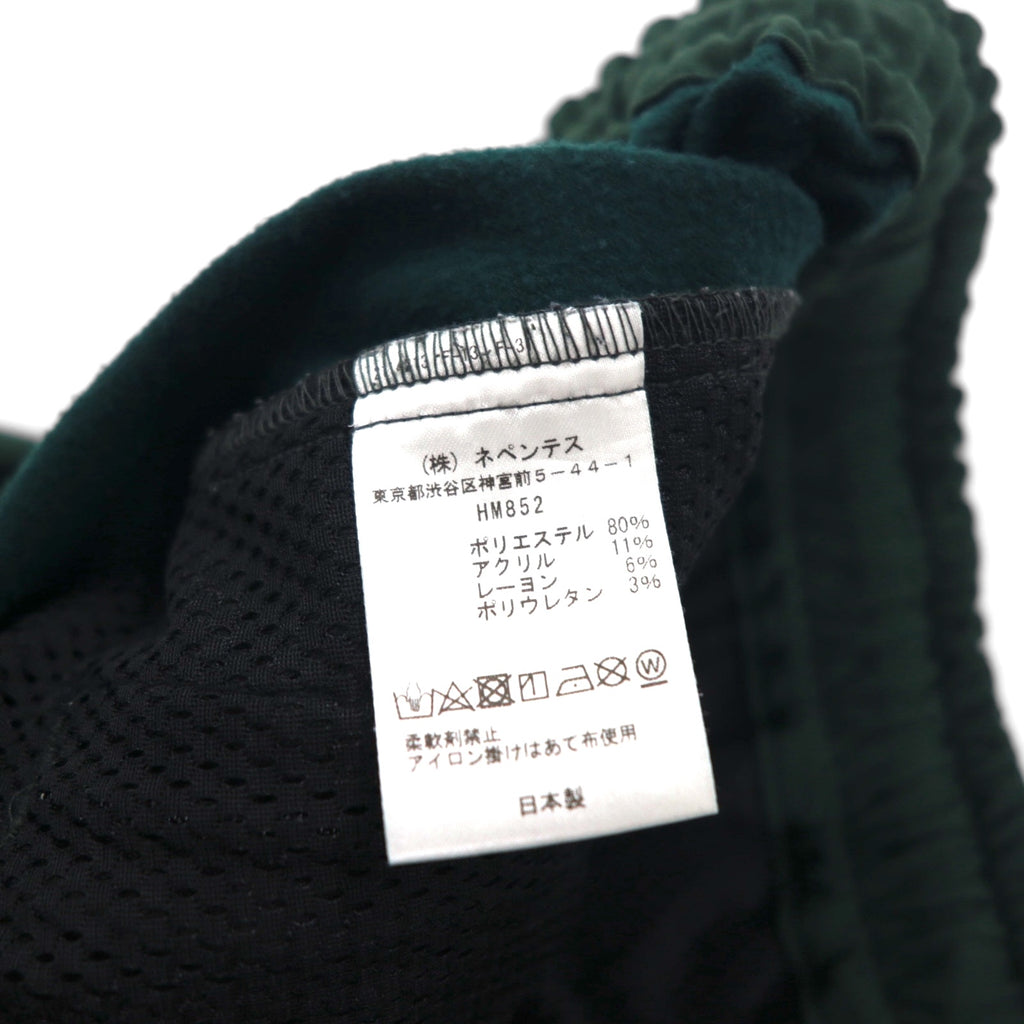 (株) ネペンテス
東京都渋谷区神宮前5-44-1
HM852
ポリエステル 80%
アクリル 11%
レーヨン 6%
ポリウレタン 3%
W
柔軟剤禁止
アイロン掛けはあて布使用
日本製